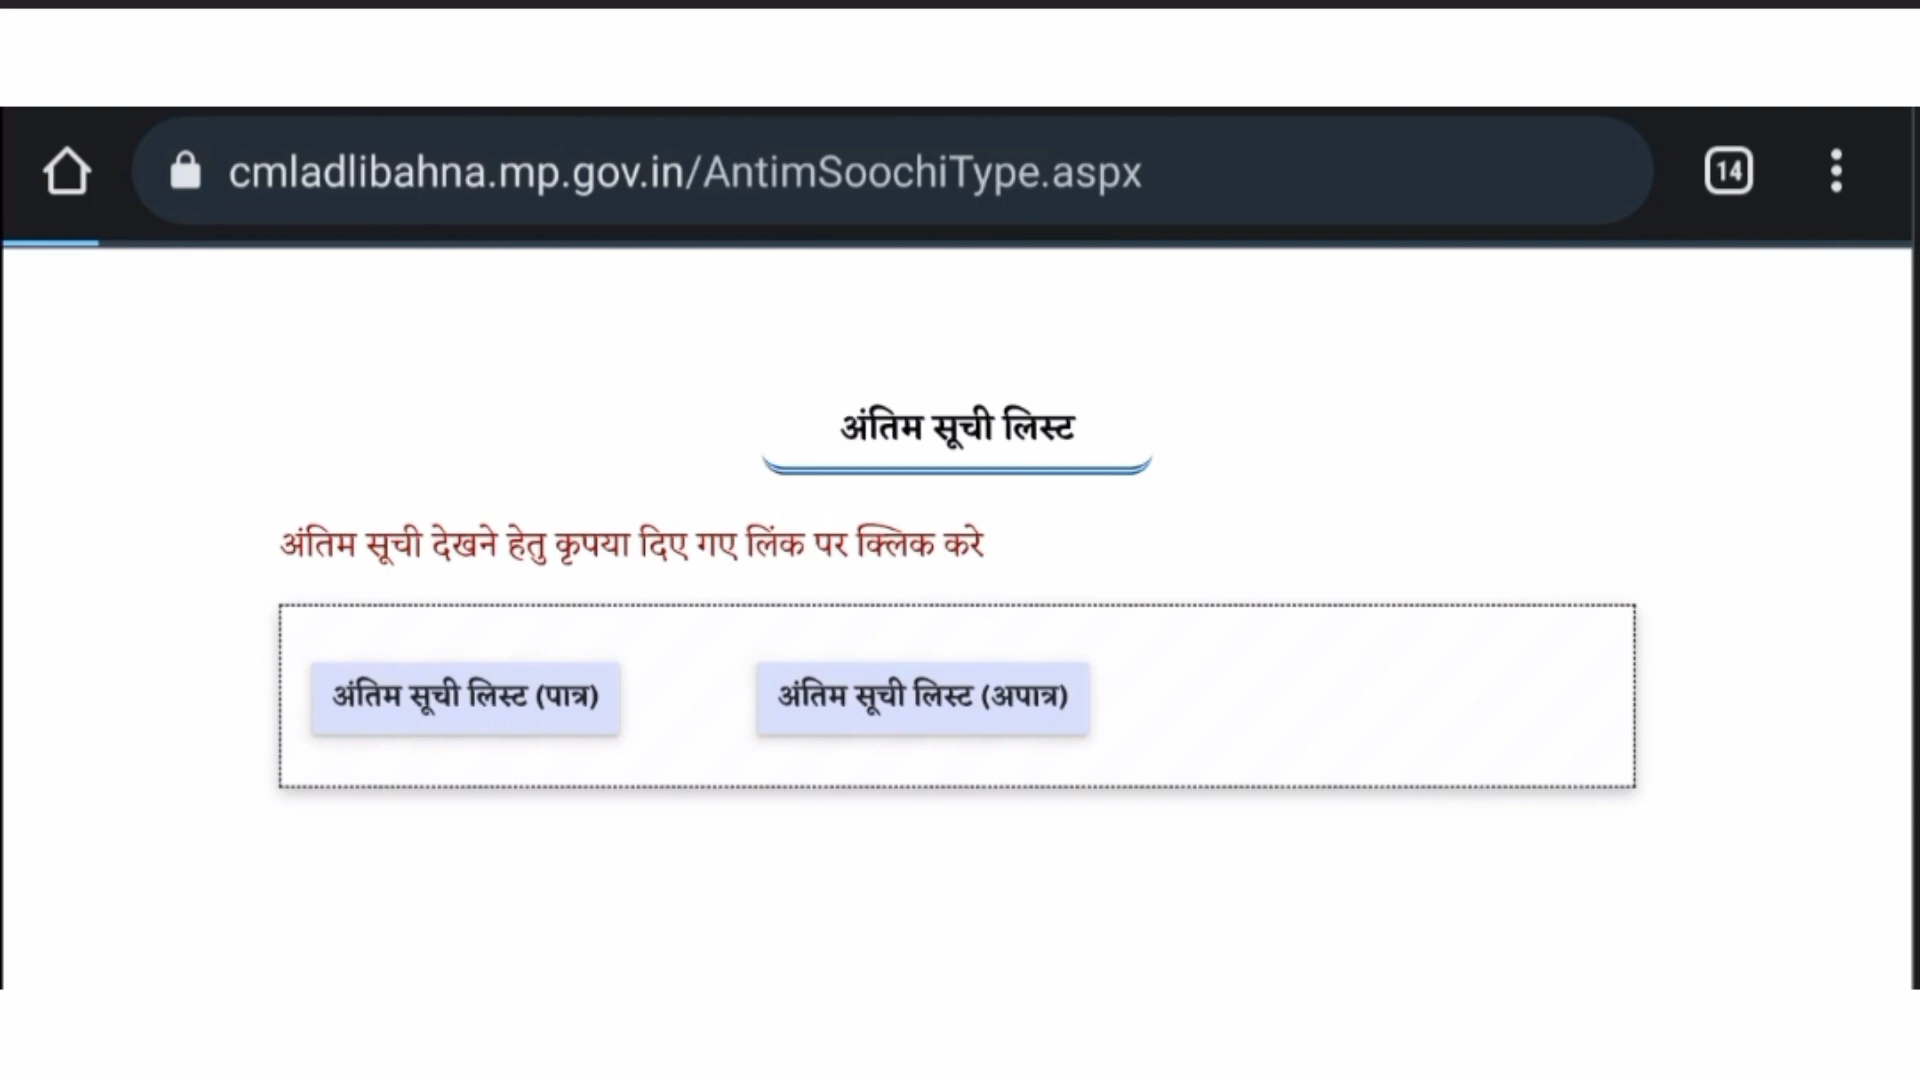 cmladlibahna.mp.gov.in/AntimSoochiType.aspx
14
अंतिम सूची लिस्ट
अंतिम सूची देखने हेतु कृपया दिए गए लिंक पर क्लिक करे
अंतिम सूची लिस्ट (पात्र)
अंतिम सूची लिस्ट (अपात्र)